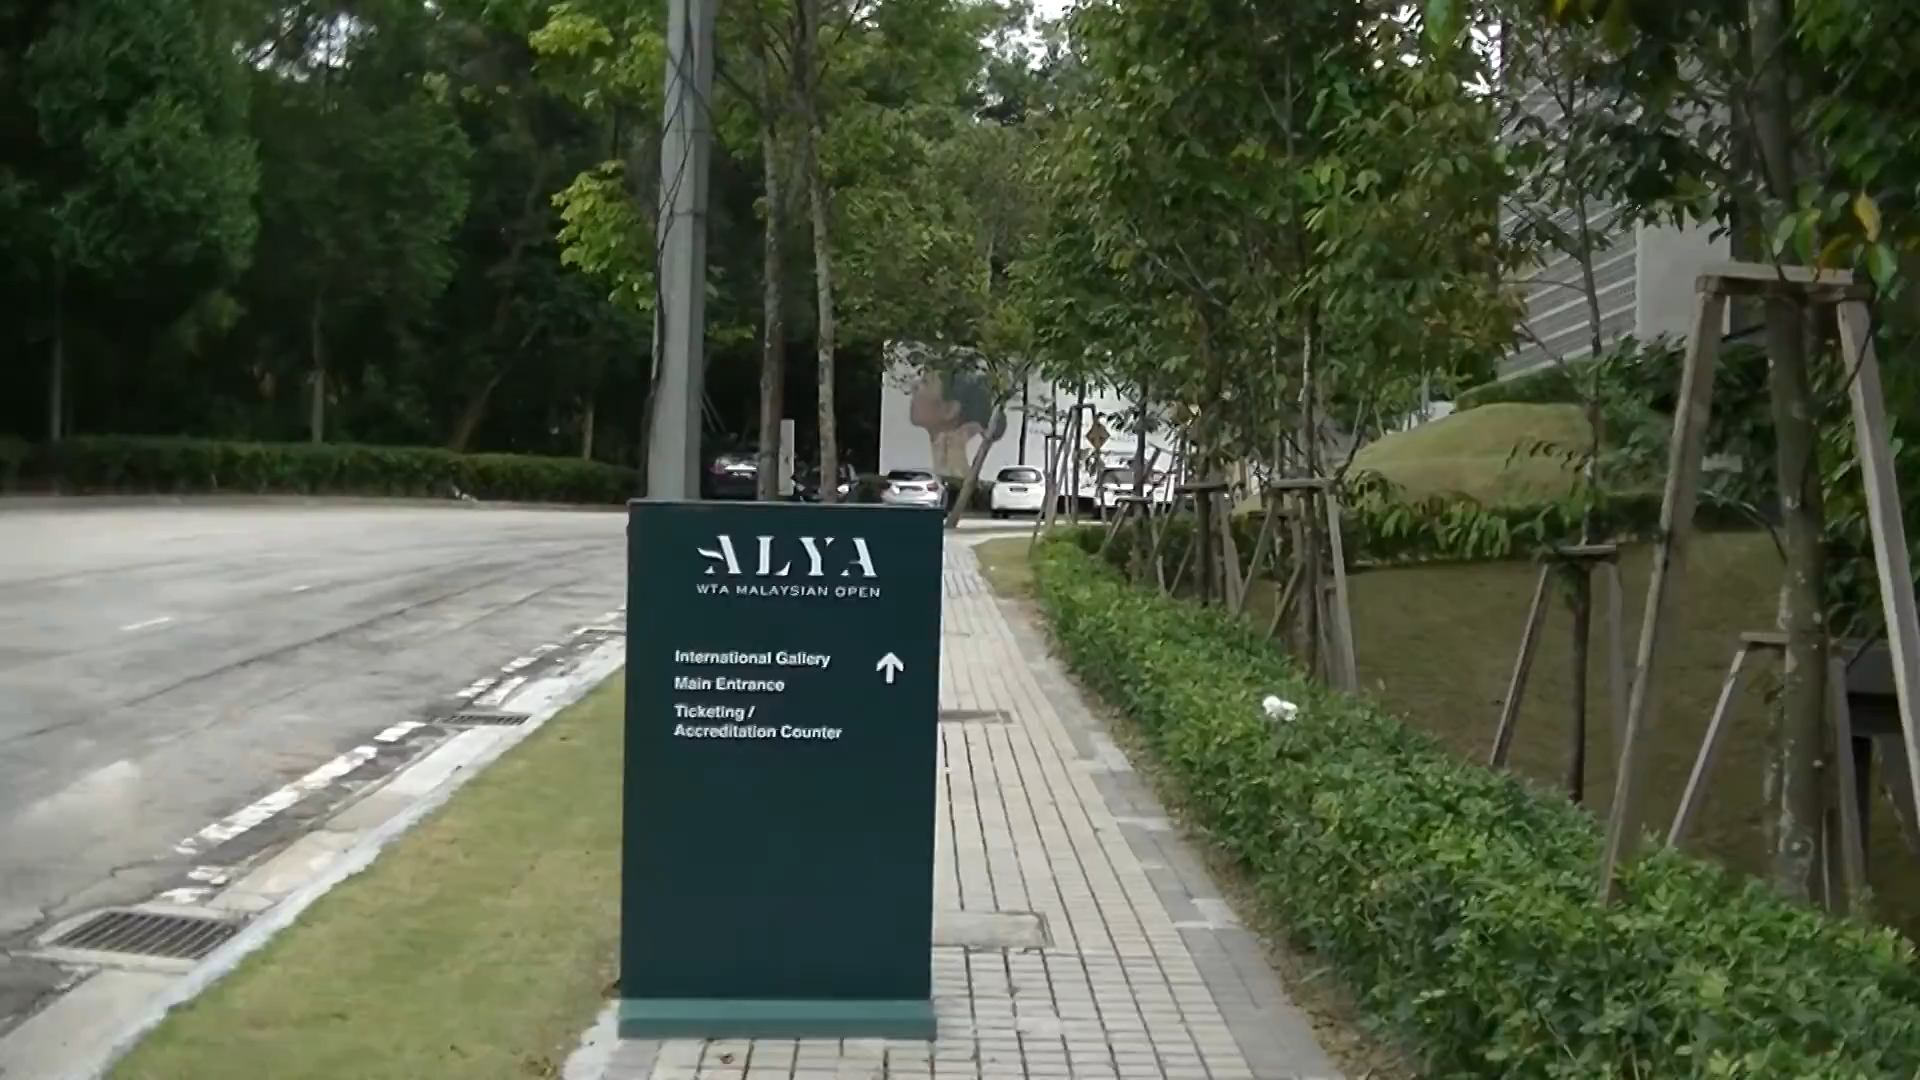 ALYA
WTA MALAYSIAN OPEN
International Gallery
Main Entrance
Ticketing /
Accreditation Counter